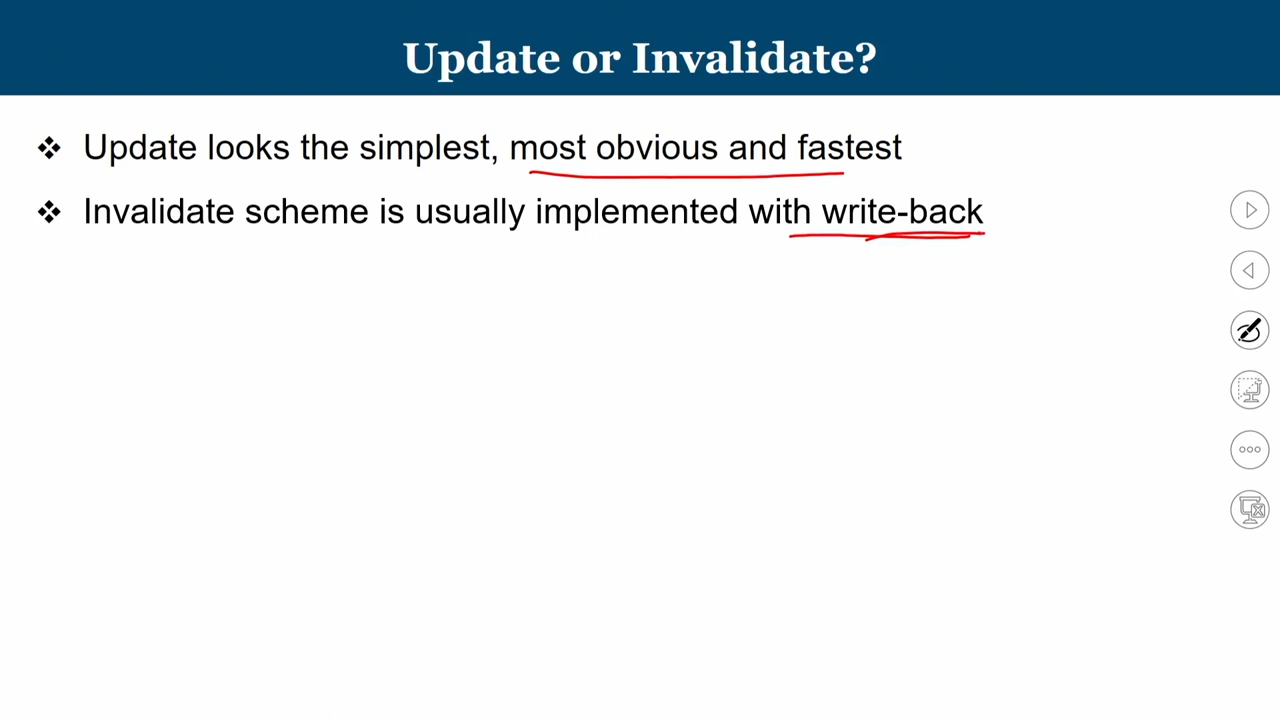 Update or Invalidate?
❖ Update looks the simplest, most obvious and fastest
❖ Invalidate scheme is usually implemented with write-back